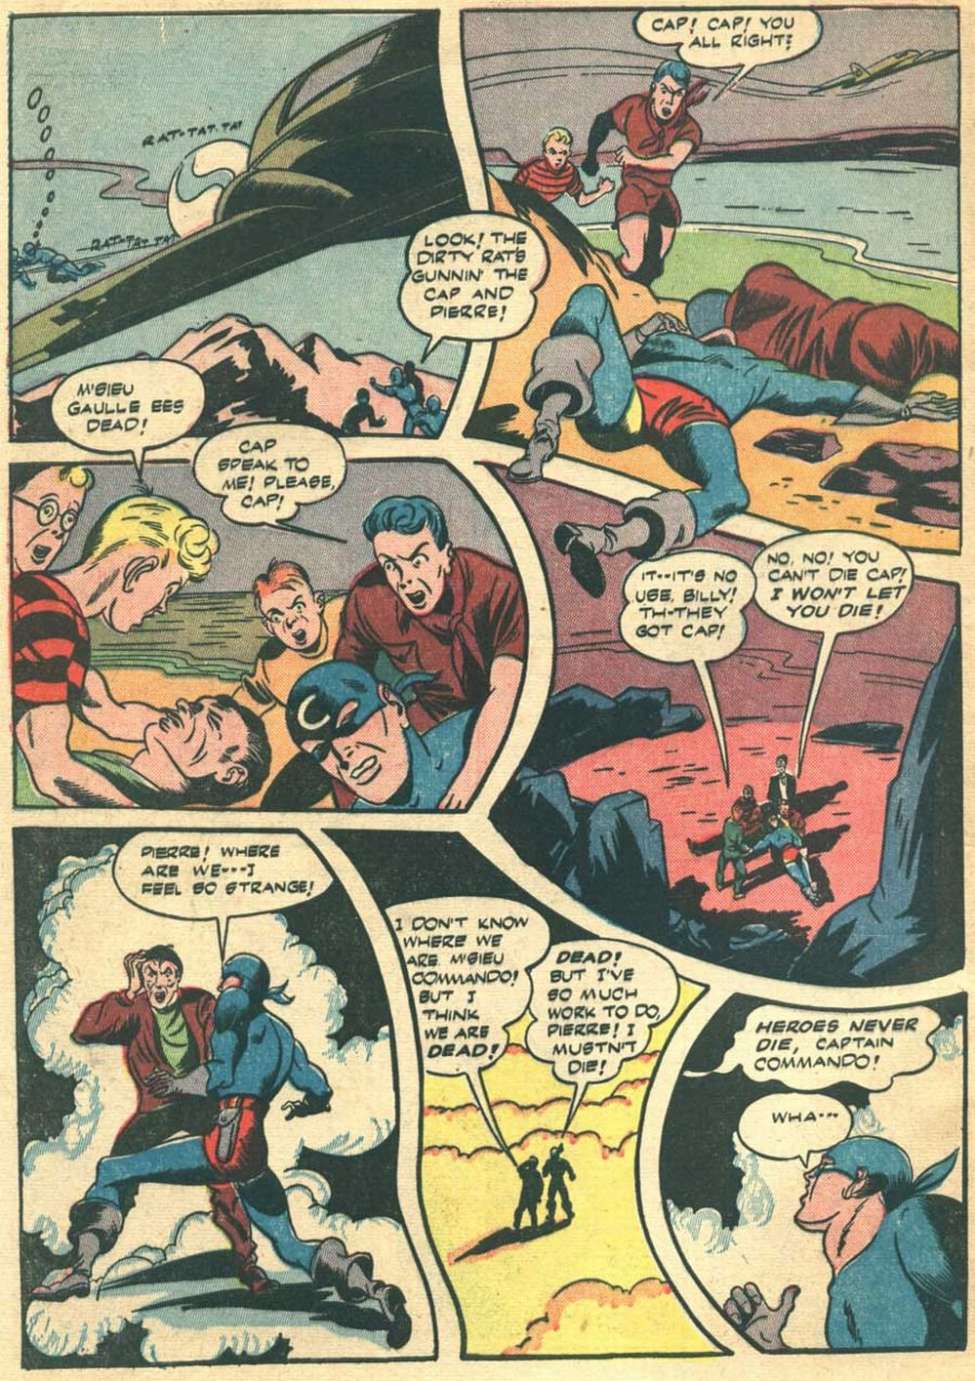 RAT-TAT-TAT
RAT-TAT-TAT
LOOK! THE
DIRTY RATS
GUNNIN' THE
CAP AND
PIERRE!
CAP! CAP! YOU
ALL RIGHT?
M'SIEU
GAULLE EES
DEAD!
CAP
SPEAK TO
ME! PLEASE,
CAP!
IT--IT'S NO
USE, BILLY!
TH-THEY
GOT CAP!
NO, NO! YOU
CAN'T DIE CAP!
I WON'T LET
YOU DIE!
C
PIERRE! WHERE
ARE WE---I
FEEL SO STRANGE!
I DON'T KNOW
WHERE WE
ARE M'SIEU
COMMANDO!
BUT I
THINK
WE ARE
DEAD!
DEAD!
BUT I'VE
SO MUCH
WORK TO DO,
PIERRE! I
MUSTN'T
DIE!
HEROES NEVER
DIE, CAPTAIN
COMMANDO!
WHA---